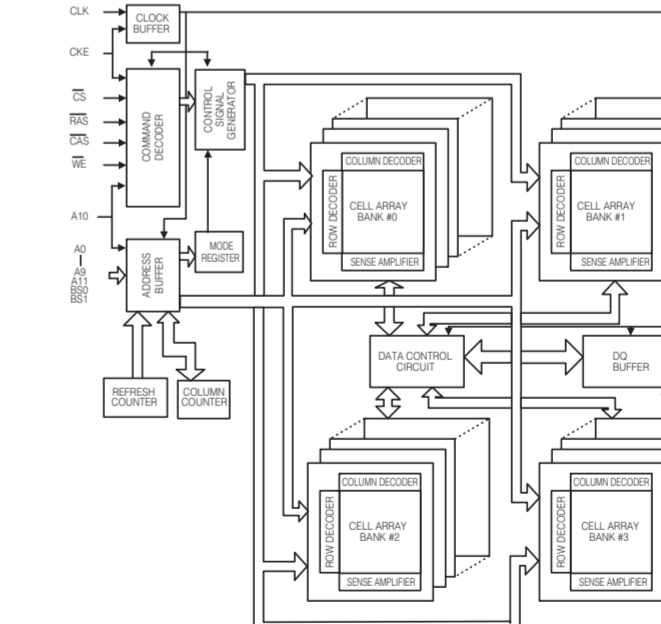 CLK
CLOCK
BUFFER
CKE
CS
RAS
CAS
WE
COMMAND
DECODER
CONTROL
SIGNAL
GENERATOR
A10
A0
A9
A11
BS0
BS1
ADDRESS
BUFFER
MODE
REGISTER
REFRESH
COUNTER
COLUMN
COUNTER
COLUMN DECODER
ROW DECODER
CELL ARRAY
BANK #0
SENSE AMPLIFIER
COLUMN DECODER
ROW DECODER
CELL ARRAY
BANK #1
SENSE AMPLIFIER
DATA CONTROL
CIRCUIT
DQ
BUFFER
COLUMN DECODER
ROW DECODER
CELL ARRAY
BANK #2
SENSE AMPLIFIER
COLUMN DECODER
ROW DECODER
CELL ARRAY
BANK #3
SENSE AMPLIFIER